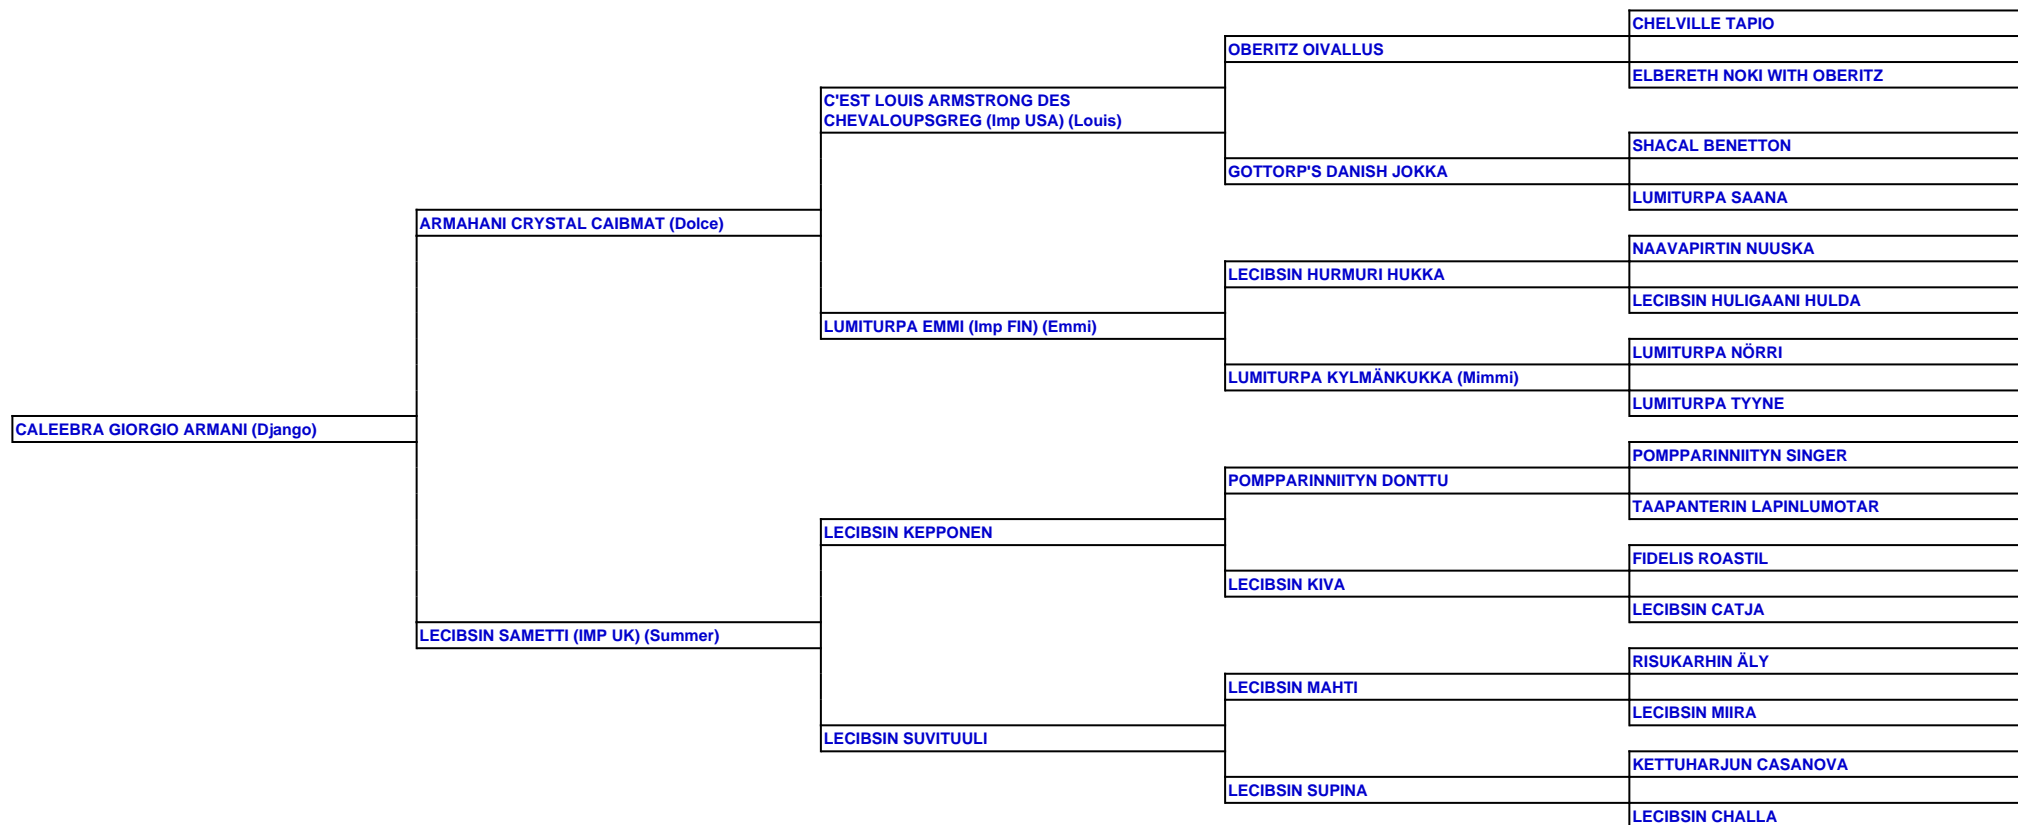 CHELVILLE TAPIO
OBERITZ OIVALLUS
ELBERETH NOKI WITH OBERITZ
C'EST LOUIS ARMSTRONG DES
CHEVALOUPSGREG (Imp USA) (Louis)
SHACAL BENETTON
GOTTORP'S DANISH JOKKA
LUMITURPA SAANA
ARMAHANI CRYSTAL CAIBMAT (Dolce)
NAAVAPIRTIN NUUSKA
LECIBSIN HURMURI HUKKA
LECIBSIN HULIGAANI HULDA
LUMITURPA EMMI (Imp FIN) (Emmi)
LUMITURPA NÖRRI
LUMITURPA KYLMÄNKUKKA (Mimmi)
LUMITURPA TYYNE
CALEEBRA GIORGIO ARMANI (Django)
POMPPARINNIITYN SINGER
POMPPARINNIITYN DONTTU
TAAPANTERIN LAPINLUMOTAR
LECIBSIN KEPPONEN
FIDELIS ROASTIL
LECIBSIN KIVA
LECIBSIN CATJA
LECIBSIN SAMETTI (IMP UK) (Summer)
RISUKARHIN ÄLY
LECIBSIN MAHTI
LECIBSIN MIIRA
LECIBSIN SUVITUULI
KETTUHARJUN CASANOVA
LECIBSIN SUPINA
LECIBSIN CHALLA